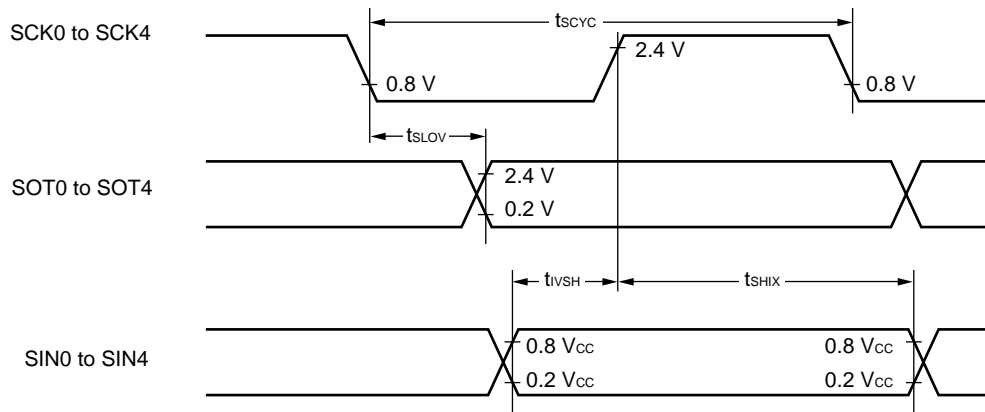 tSCYC
SCK0 to SCK4
2.4 V
0.8 V
0.8 V
tSLOV
SOT0 to SOT4
2.4 V
0.2 V
tIVSH
tSHIX
SIN0 to SIN4
0.8 VCC
0.8 VCC
0.2 VCC
0.2 VCC